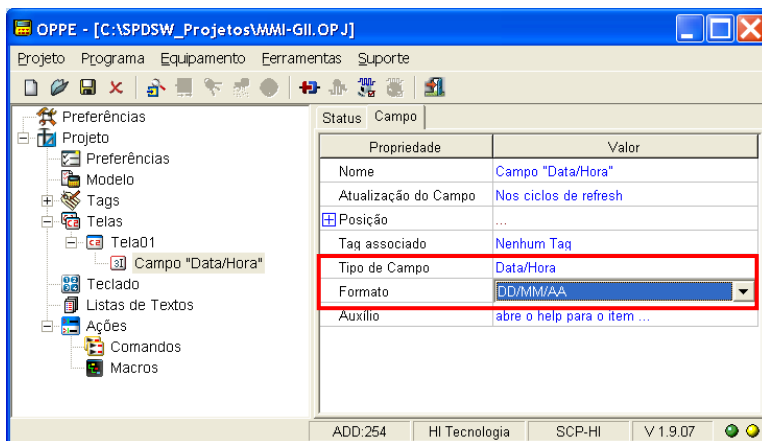 OPPE - [C:\SPDSW_Projetos\MMI-GII.OPJ]
Projeto Programa Equipamento Ferramentas Suporte
Preferências
Projeto
Preferências
Modelo
Tags
Telas
Tela01
Campo "Data/Hora"
Teclado
Listas de Textos
Ações
Comandos
Macros
Status Campo
Propriedade Valor
Nome Campo "Data/Hora"
Atualização do Campo Nos ciclos de refresh
Posição ...
Tag associado Nenhum Tag
Tipo de Campo Data/Hora
Formato DD/MM/AA
Auxílio abre o help para o item ...
ADD:254 HI Tecnologia SCP-HI V 1.9.07